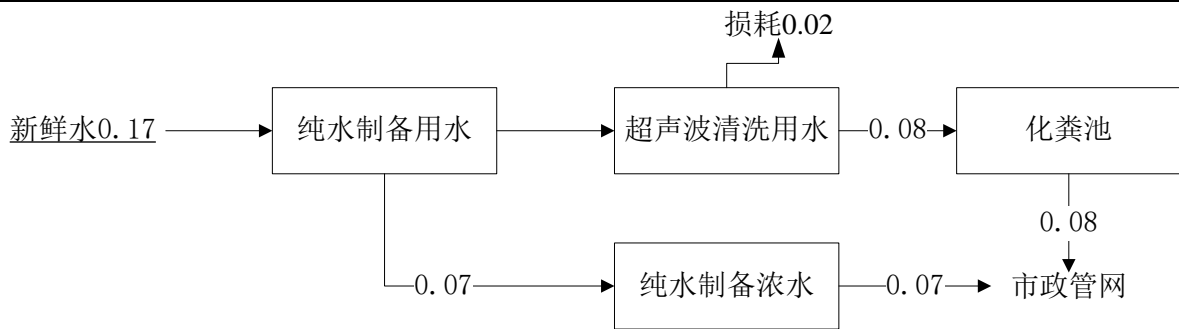 损耗0.02
新鲜水0.17
纯水制备用水
超声波清洗用水
0.08
化粪池
0.08
0.07
纯水制备浓水
0.07
市政管网